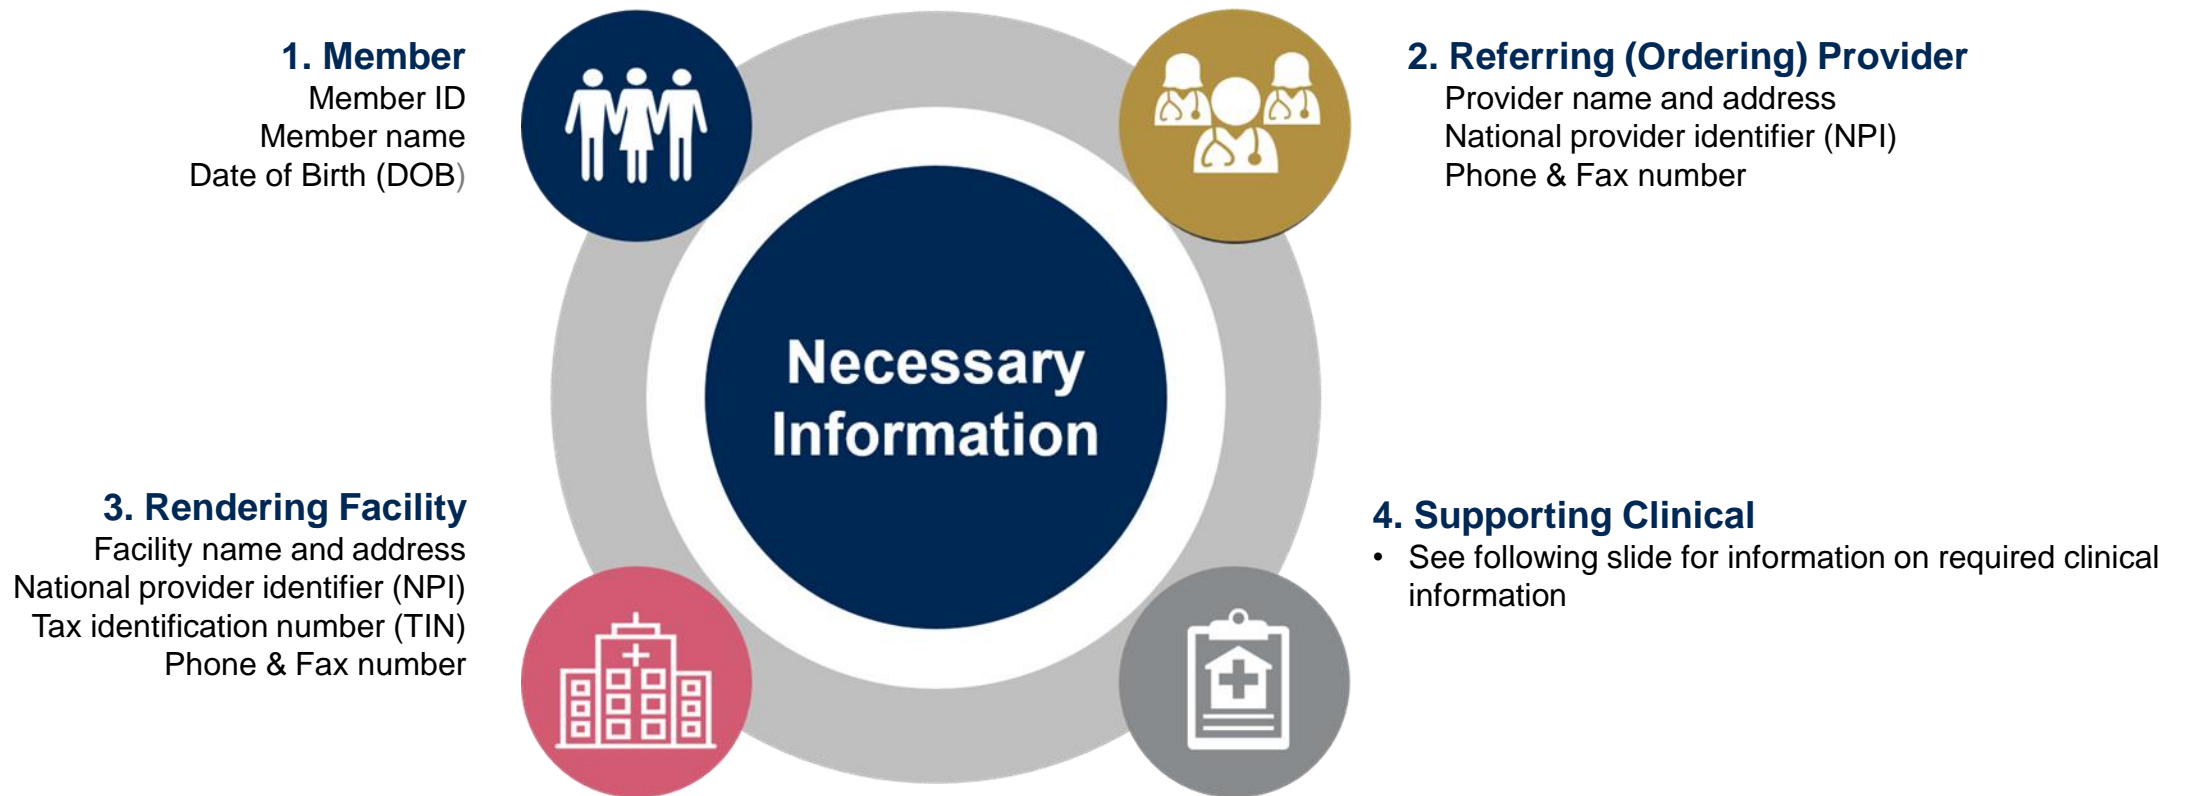 1. Member
Member ID
Member name
Date of Birth (DOB)
2. Referring (Ordering) Provider
Provider name and address
National provider identifier (NPI)
Phone & Fax number
Necessary
Information
3. Rendering Facility
Facility name and address
National provider identifier (NPI)
Tax identification number (TIN)
Phone & Fax number
4. Supporting Clinical
• See following slide for information on required clinical
information